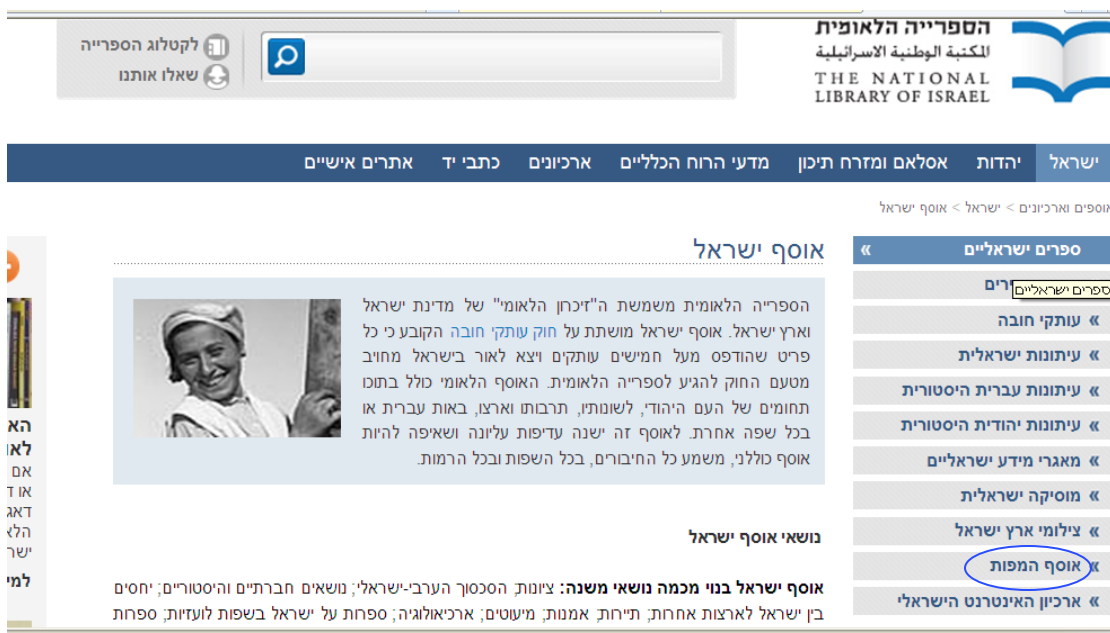 הספרייה הלאומית
المكتبة الوطنية الاسرائيلية
THE NATIONAL
LIBRARY OF ISRAEL
לקטלוג הספרייה
שאלו אותנו
ישראל יהדות אסלאם ומזרח תיכון מדעי הרוח הכלליים ארכיונים כתבי יד אתרים אישיים
אוספים וארכיונים > ישראל > אוסף ישראל
ספרים ישראליים »
ספרים ישראליים
» עותקי חובה
» עיתונות ישראלית
» עיתונות עברית היסטורית
» עיתונות יהודית היסטורית
» מאגרי מידע ישראליים
» מוסיקה ישראלית
» צילומי ארץ ישראל
» אוסף המפות
» ארכיון האינטרנט הישראלי
אוסף ישראל
הספרייה הלאומית משמשת ה"זיכרון הלאומי" של מדינת ישראל
וארץ ישראל. אוסף ישראל מושתת על חוק עותקי חובה הקובע כי כל
פריט שהודפס מעל חמישים עותקים ויצא לאור בישראל מחויב
מטעם החוק להגיע לספרייה הלאומית. האוסף הלאומי כולל בתוכו
תחומים של העם היהודי, לשונותיו, תרבותו וארצו, באות עברית או
בכל שפה אחרת. לאוסף זה ישנה עדיפות עליונה ושאיפה להיות
אוסף כוללני, משמע כל החיבורים, בכל השפות ובכל הרמות.
נושאי אוסף ישראל
אוסף ישראל בנוי מכמה נושאי משנה: ציונות; הסכסוך הערבי-ישראלי; נושאים חברתיים והיסטוריים; יחסים
בין ישראל לארצות אחרות; תיירות; אמנות; מיעוטים; ארכיאולוגיה; ספרות על ישראל בשפות לועזיות; ספרות
אם